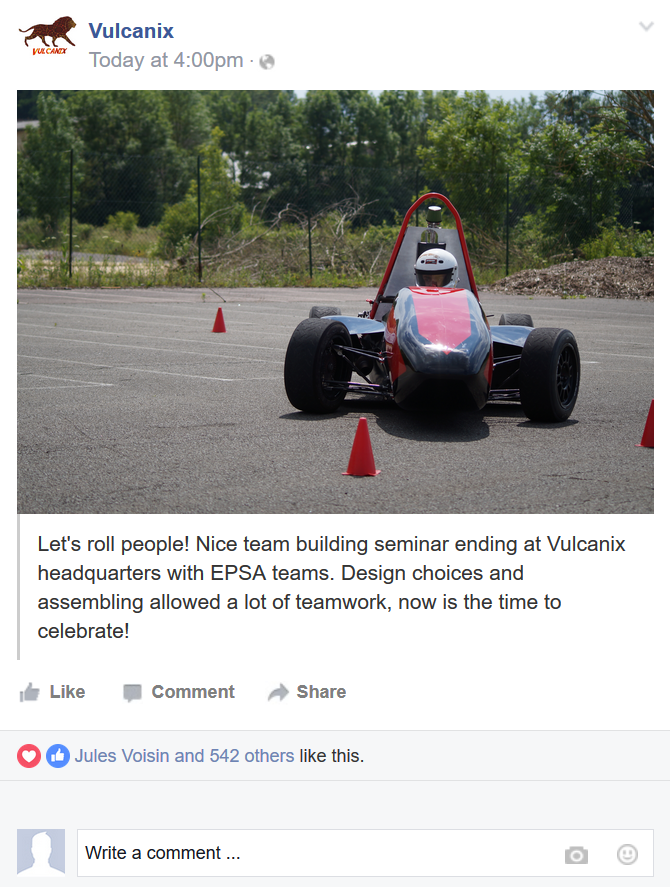 Vulcanix
VULCANIX
Today at 4:00pm ·
Let's roll people! Nice team building seminar ending at Vulcanix
headquarters with EPSA teams. Design choices and
assembling allowed a lot of teamwork, now is the time to
celebrate!
Like Comment Share
Jules Voisin and 542 others like this.
Write a comment ...